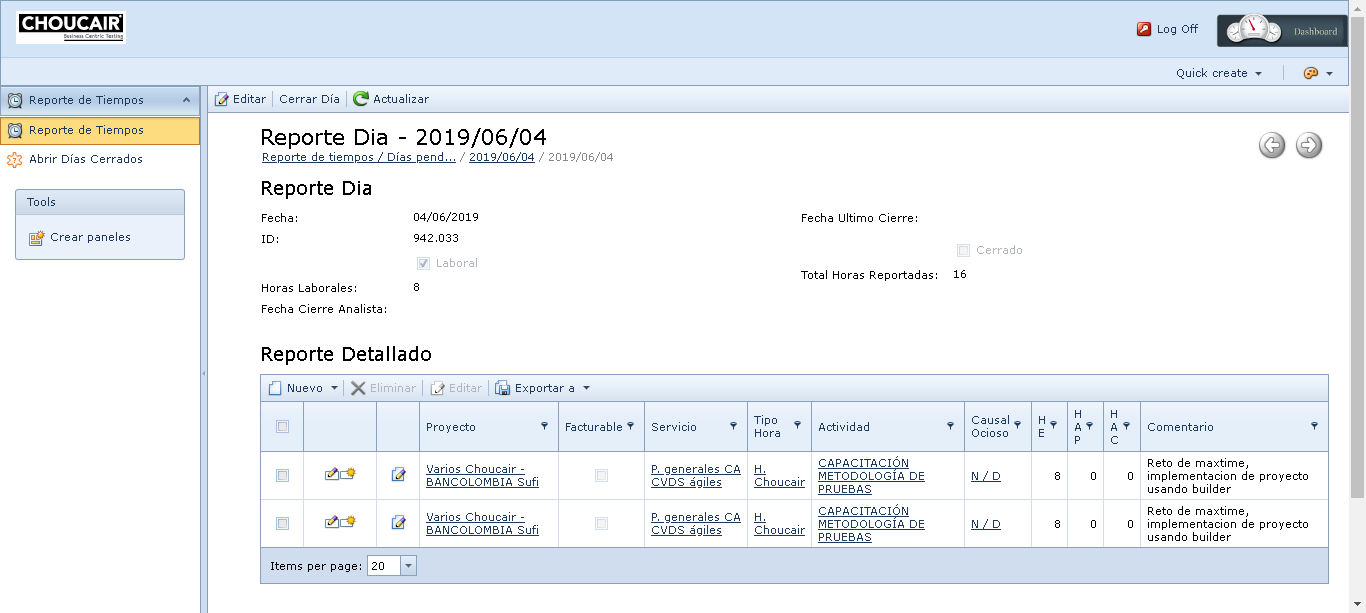 CHOUCAIR
Business Centric Testing
Log Off
Dashboard
Quick create
Reporte de Tiempos
Editar
Cerrar Día
Actualizar
Reporte de Tiempos
Abrir Días Cerrados
Tools
Crear paneles
Reporte Dia - 2019/06/04
Reporte de tiempos / Días pend... / 2019/06/04 / 2019/06/04
Reporte Dia
Fecha: 04/06/2019
Fecha Ultimo Cierre:
ID: 942.033
Cerrado
Laboral
Total Horas Reportadas: 16
Horas Laborales: 8
Fecha Cierre Analista:
Reporte Detallado
Nuevo
Eliminar
Editar
Exportar a
Proyecto
Facturable
Servicio
Tipo
Hora
Actividad
Causal
Ocioso
H
E
H
A
P
H
A
C
Comentario
Varios Choucair -
BANCOLOMBIA Sufi
P. generales CA
CVDS ágiles
H.
Choucair
CAPACITACIÓN
METODOLOGÍA DE
PRUEBAS
N / D
8
0
0
Reto de maxtime,
implementacion de proyecto
usando builder
Varios Choucair -
BANCOLOMBIA Sufi
P. generales CA
CVDS ágiles
H.
Choucair
CAPACITACIÓN
METODOLOGÍA DE
PRUEBAS
N / D
8
0
0
Reto de maxtime,
implementacion de proyecto
usando builder
Items per page: 20